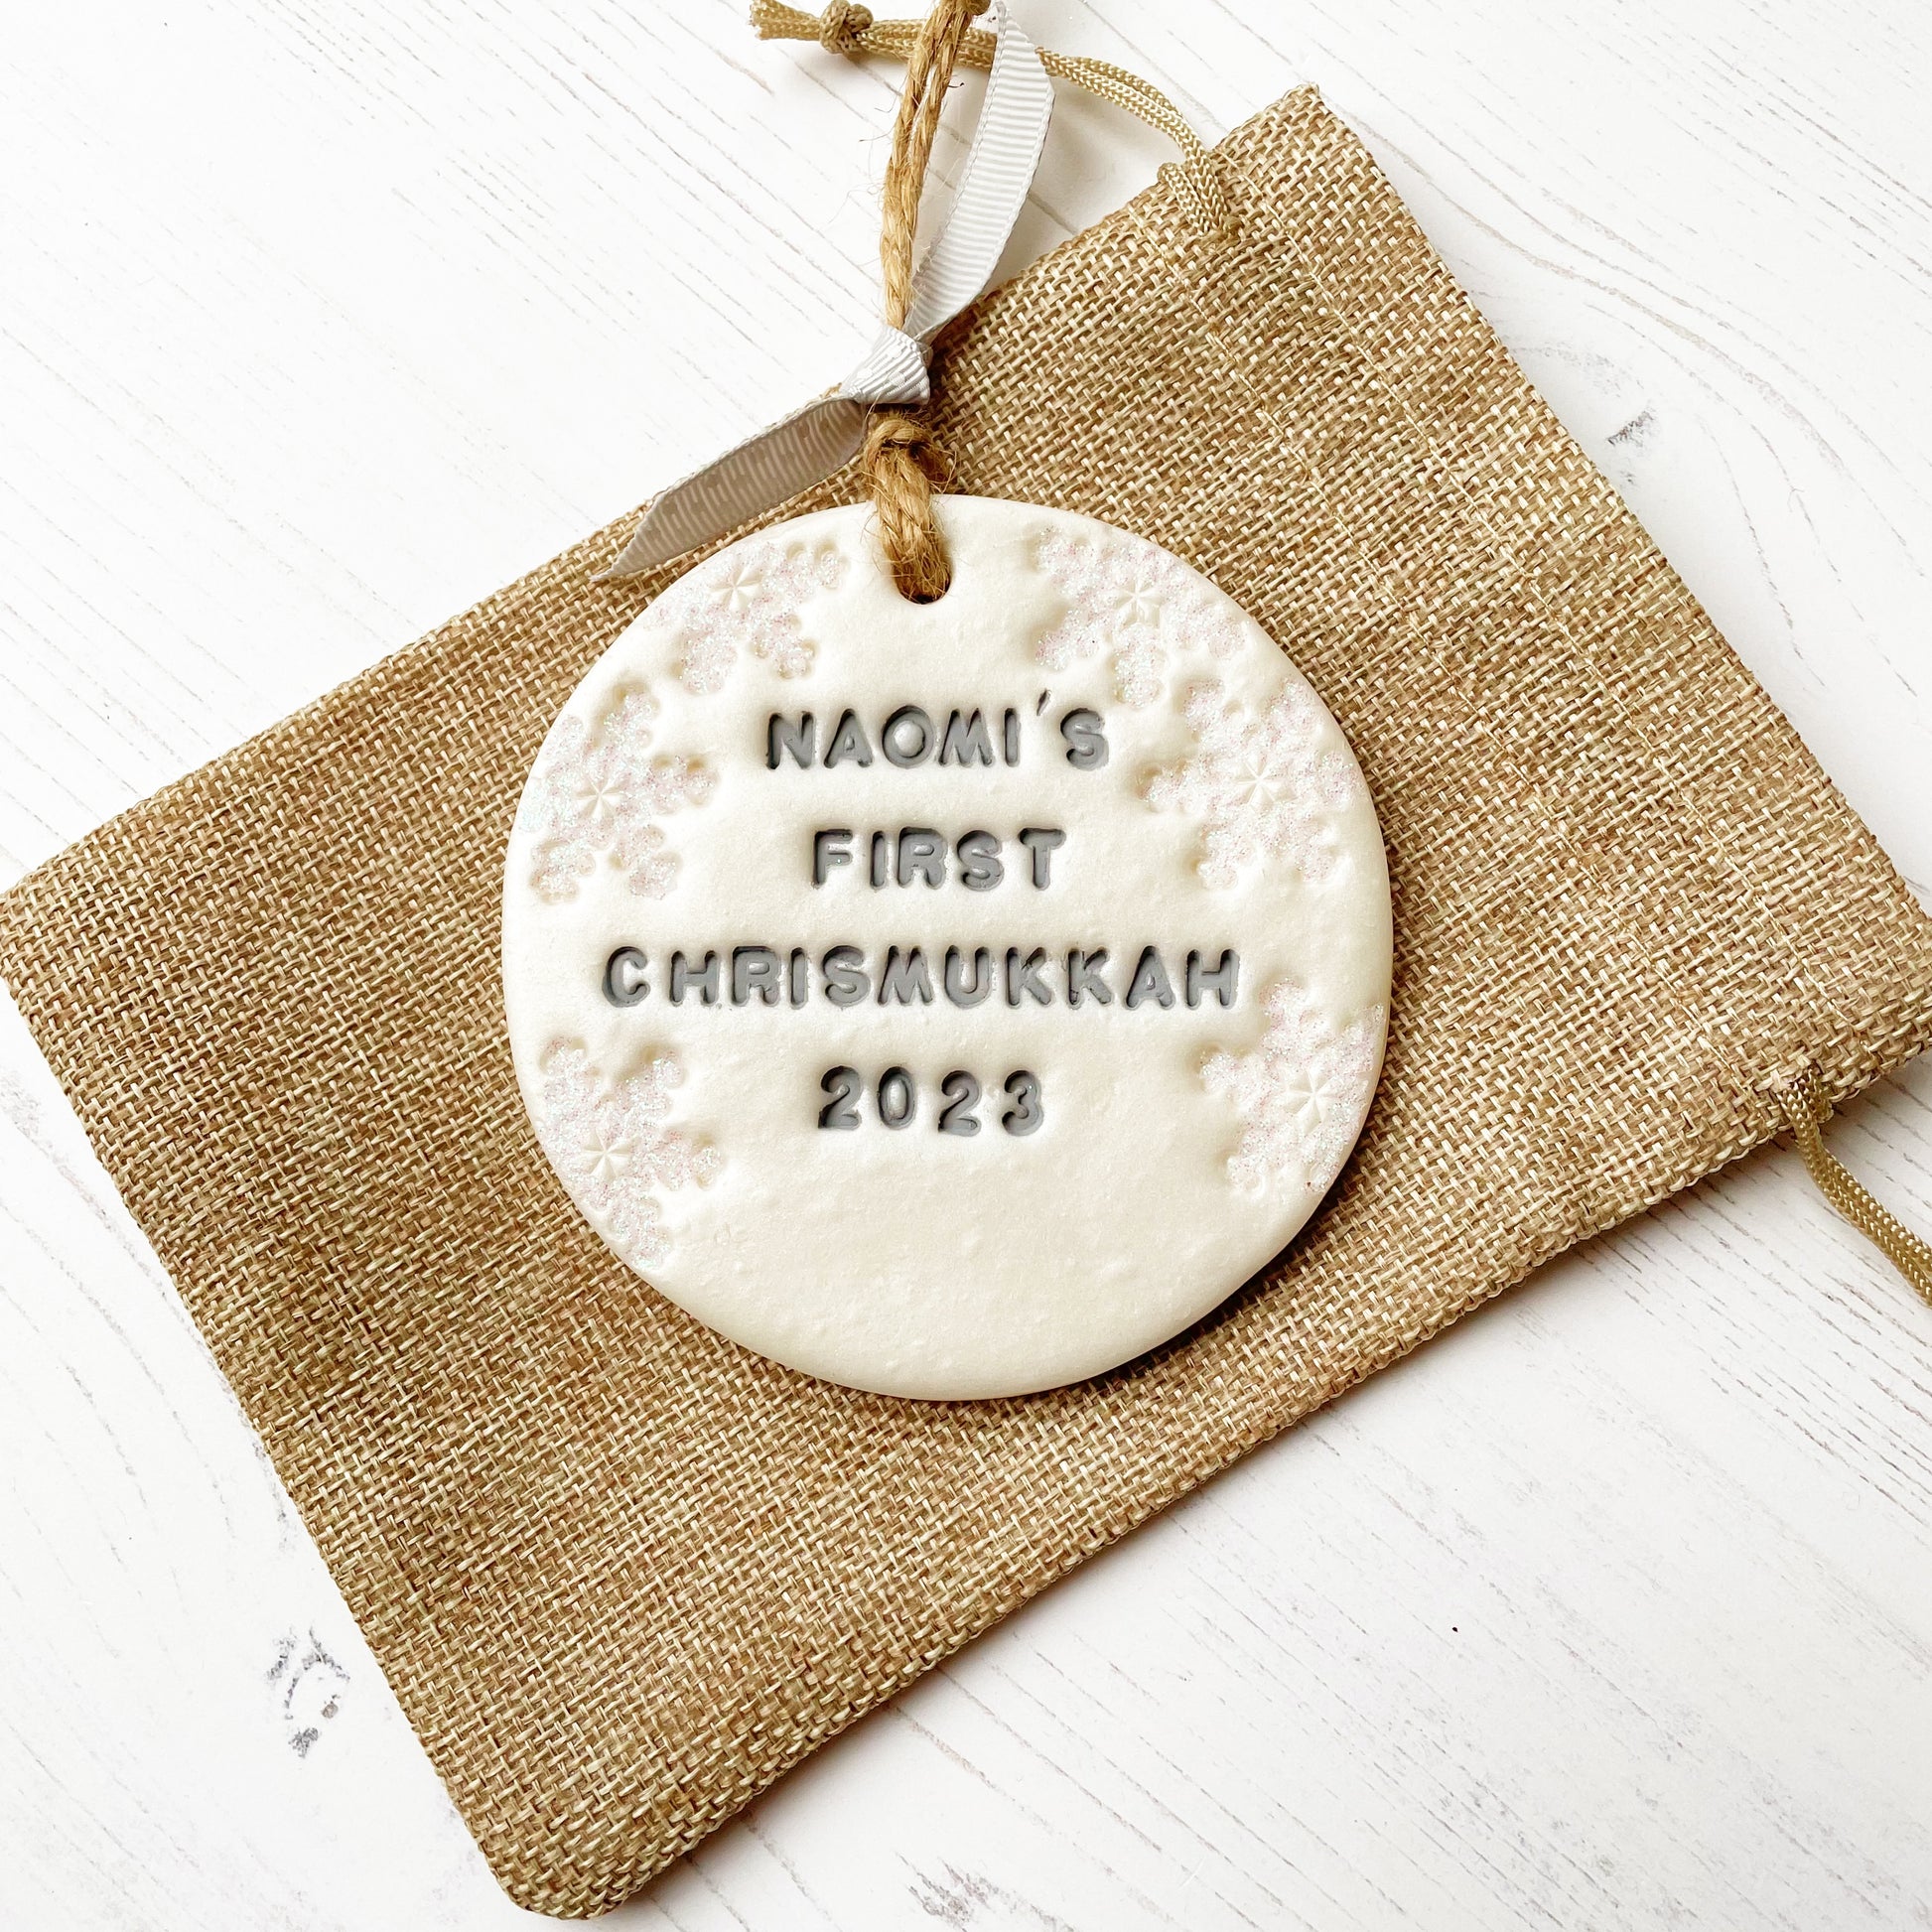 NAOMI'S
FIRST
CHRISMUKKAH
2023